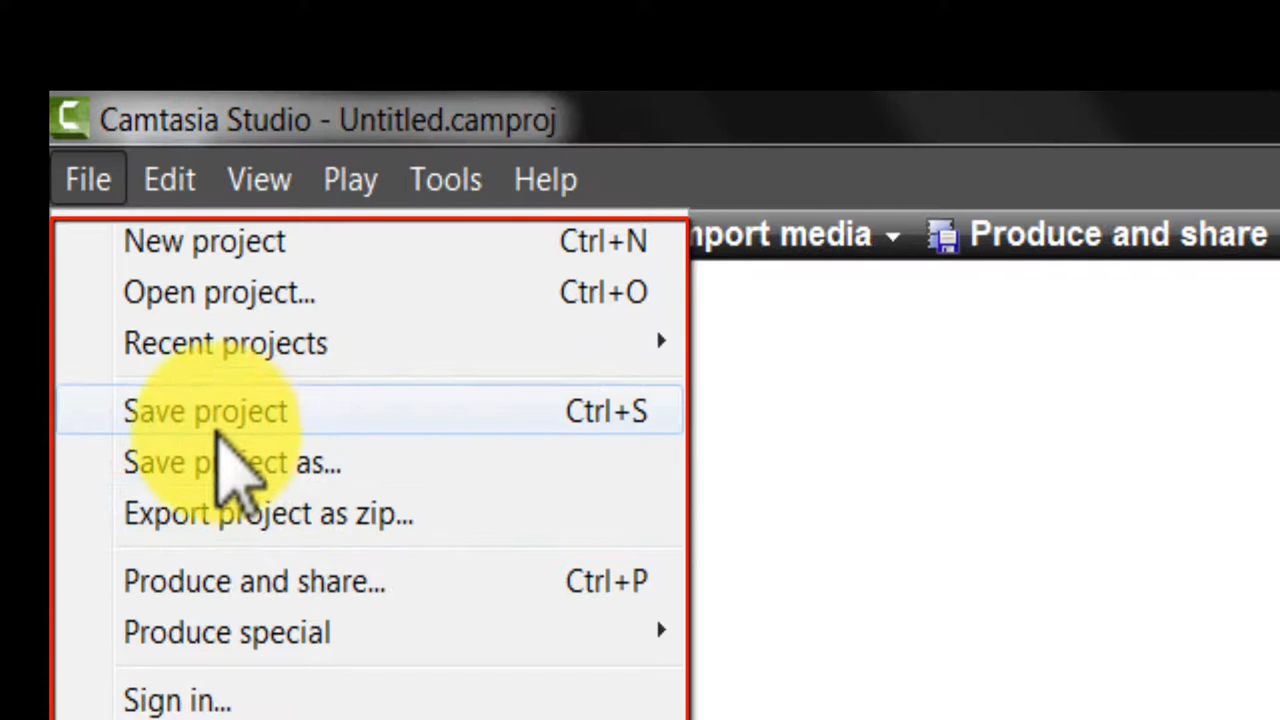 Camtasia Studio - Untitled.camproj
File Edit View Play Tools Help
mport media Produce and share
New project Ctrl+N
Open project... Ctrl+O
Recent projects
Save project Ctrl+S
Save project as...
Export project as zip...
Produce and share... Ctrl+P
Produce special
Sign in...